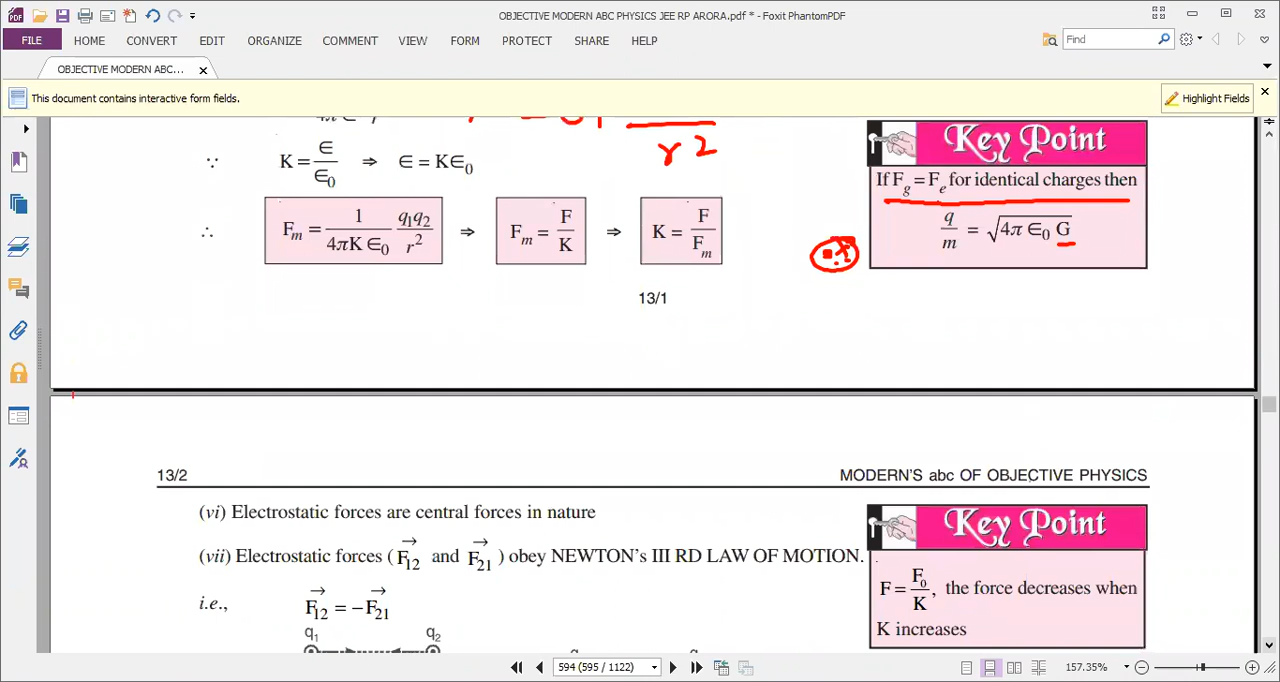 OBJECTIVE MODERN ABC PHYSICS JEE RP ARORA.pdf * - Foxit PhantomPDF
FILE HOME CONVERT EDIT ORGANIZE COMMENT VIEW FORM PROTECT SHARE HELP
Find
OBJECTIVE MODERN ABC...
This document contains interactive form fields.
Highlight Fields
r 2
Key Point
If Fg = Fe for identical charges then
q/m = √4π ∈0 G
∵ K = ∈/∈0 ⇒ ∈ = K∈0
∴ Fm = 1/4πK ∈0 q1q2/r² ⇒ Fm = F/K ⇒ K = F/Fm
13/1
13/2
MODERN'S abc OF OBJECTIVE PHYSICS
(vi) Electrostatic forces are central forces in nature
(vii) Electrostatic forces (F12 and F21) obey NEWTON's III RD LAW OF MOTION.
i.e., F12 = −F21
q1 q2
Key Point
F = F0/K, the force decreases when
K increases
594 (595 / 1122)
157.35%